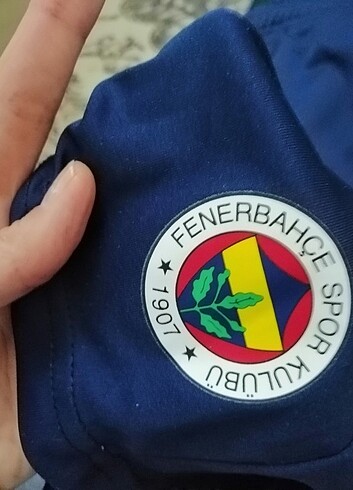 FENERBAHÇE SPOR KULÜBÜ
1907